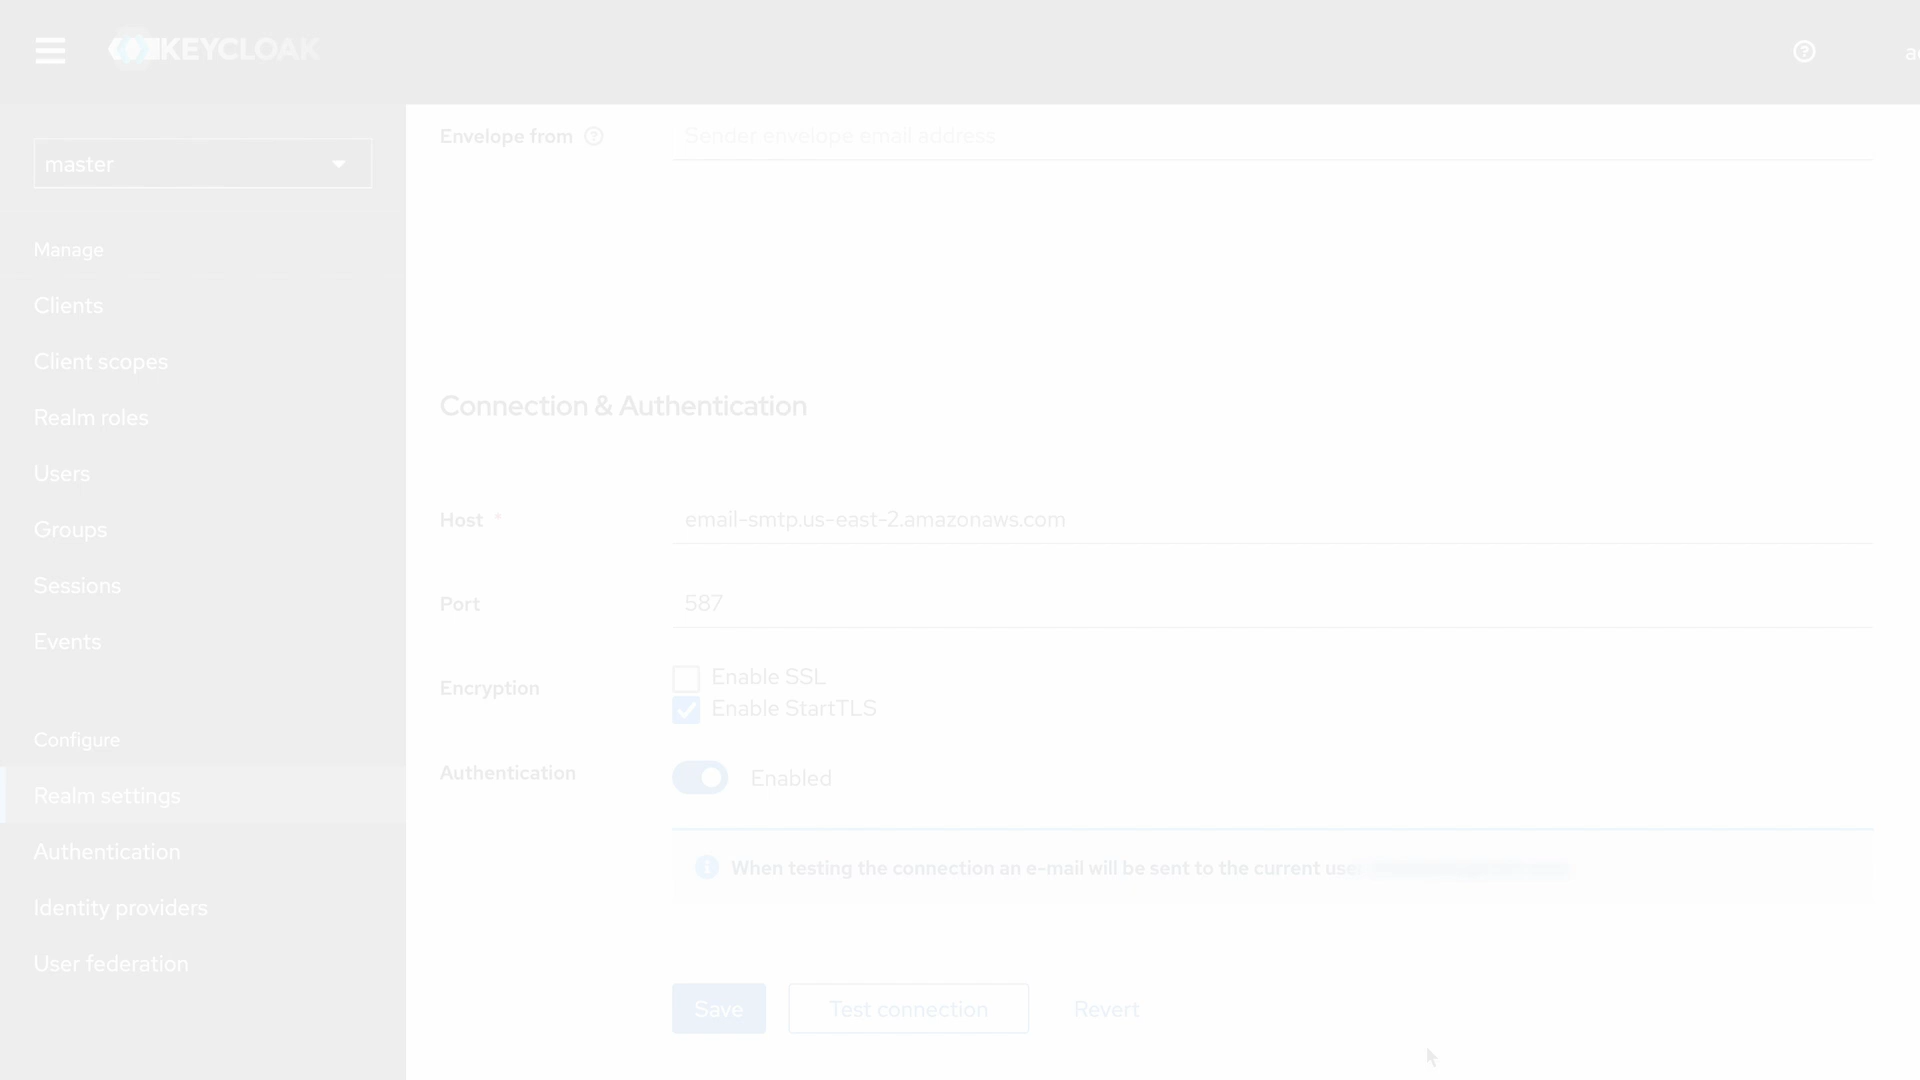 KEYCLOAK
master
Manage
Clients
Client scopes
Realm roles
Users
Groups
Sessions
Events
Configure
Realm settings
Authentication
Identity providers
User federation
Envelope from
Sender envelope email address
Connection & Authentication
Host *
email-smtp.us-east-2.amazonaws.com
Port
587
Encryption
Enable SSL
Enable StartTLS
Authentication
Enabled
When testing the connection an e-mail will be sent to the current user
Save
Test connection
Revert